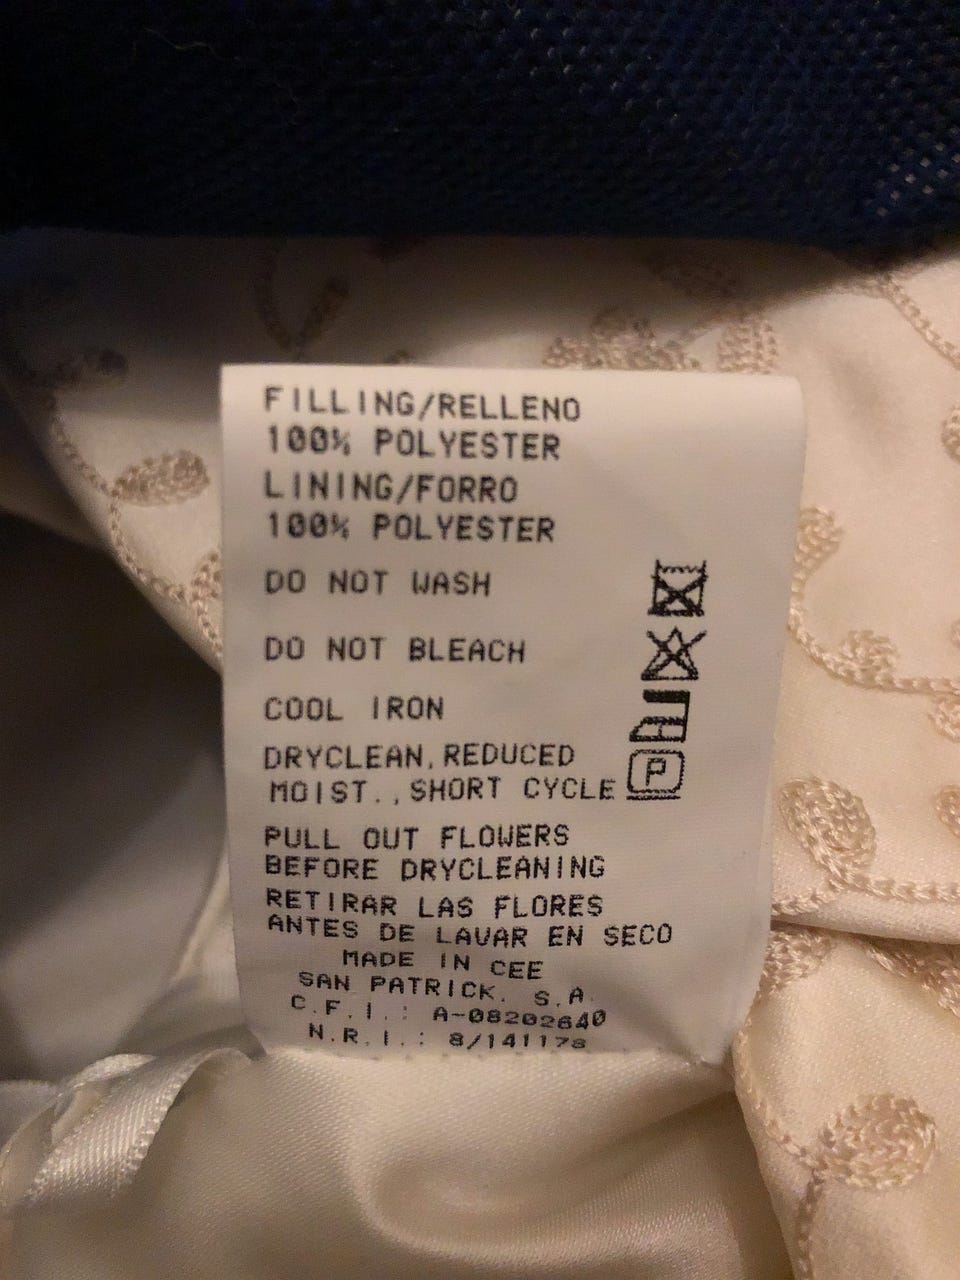 FILLING/RELLENO
100% POLYESTER
LINING/FORRO
100% POLYESTER
DO NOT WASH
DO NOT BLEACH
COOL IRON
DRYCLEAN, REDUCED
MOIST.,SHORT CYCLE P
PULL OUT FLOWERS
BEFORE DRYCLEANING
RETIRAR LAS FLORES
ANTES DE LAVAR EN SECO
MADE IN CEE
SAN PATRICK, S.A.
C.F.I.: A-08202640
N.R.I.: 8/141178